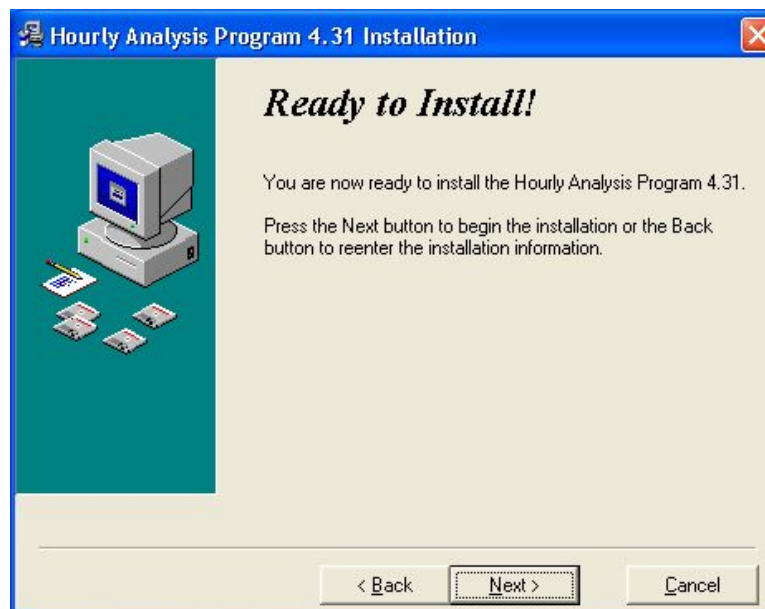 Hourly Analysis Program 4.31 Installation
Ready to Install!
You are now ready to install the Hourly Analysis Program 4.31.
Press the Next button to begin the installation or the Back
button to reenter the installation information.
< Back
Next >
Cancel